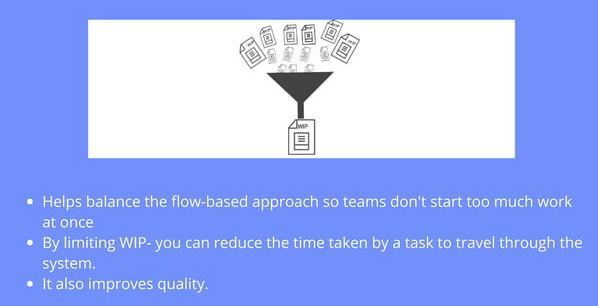 WIP
Helps balance the flow-based approach so teams don't start too much work
at once
By limiting WIP- you can reduce the time taken by a task to travel through the
system.
It also improves quality.